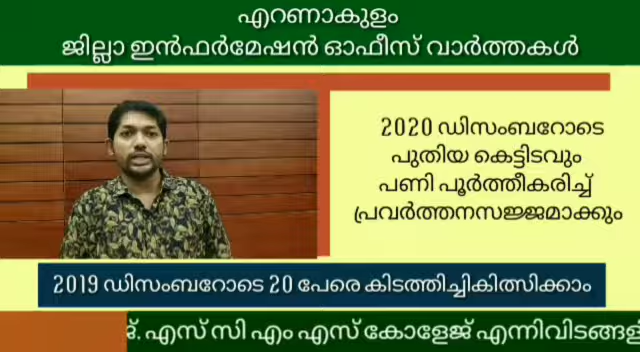 എറണാകുളം
ജില്ലാ ഇൻഫർമേഷൻ ഓഫീസ് വാർത്തകൾ
2020 ഡിസംബറോടെ
പുതിയ കെട്ടിടവും
പണി പൂർത്തീകരിച്ച്
പ്രവർത്തനസജ്ജമാക്കും
2019 ഡിസംബറോടെ 20 പേരെ കിടത്തിച്ചികിത്സിക്കാം
ജ്, എസ് സി എം എസ് കോളേജ് എന്നിവിടങ്ങള